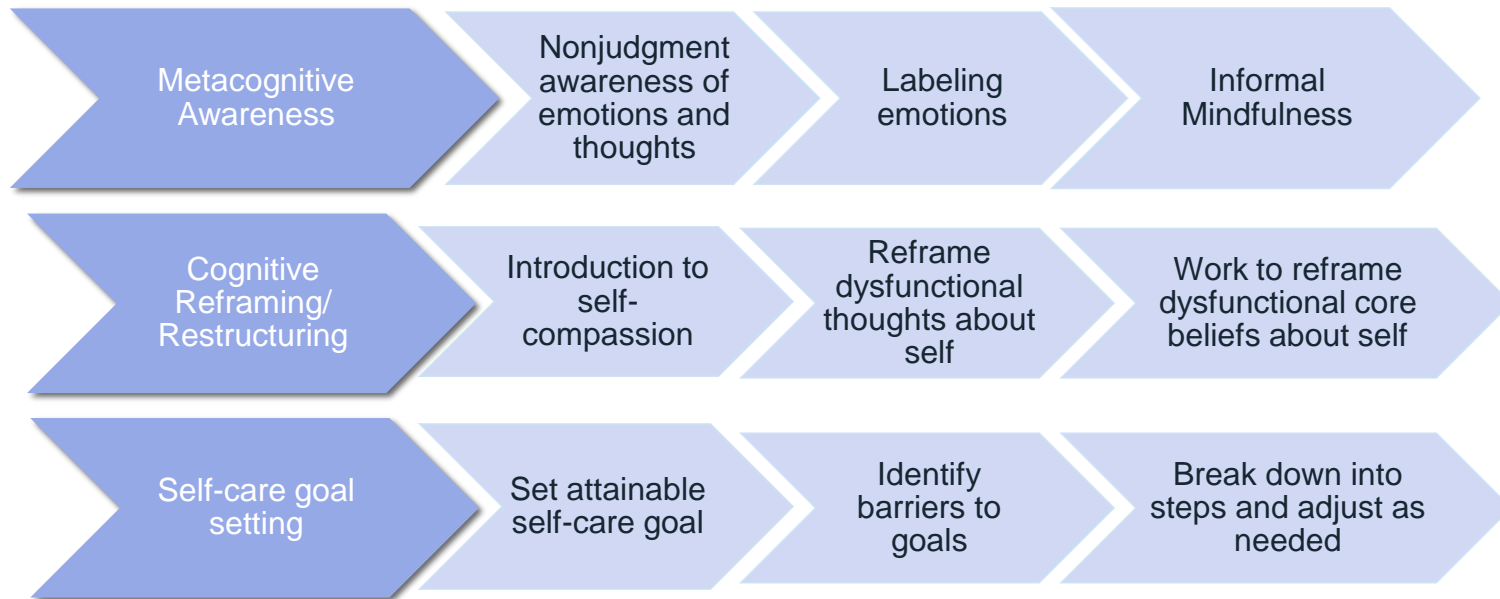 Metacognitive
Awareness
Nonjudgment
awareness of
emotions and
thoughts
Labeling
emotions
Informal
Mindfulness
Cognitive
Reframing/
Restructuring
Introduction to
self-
compassion
Reframe
dysfunctional
thoughts about
self
Work to reframe
dysfunctional core
beliefs about self
Self-care goal
setting
Set attainable
self-care goal
Identify
barriers to
goals
Break down into
steps and adjust as
needed